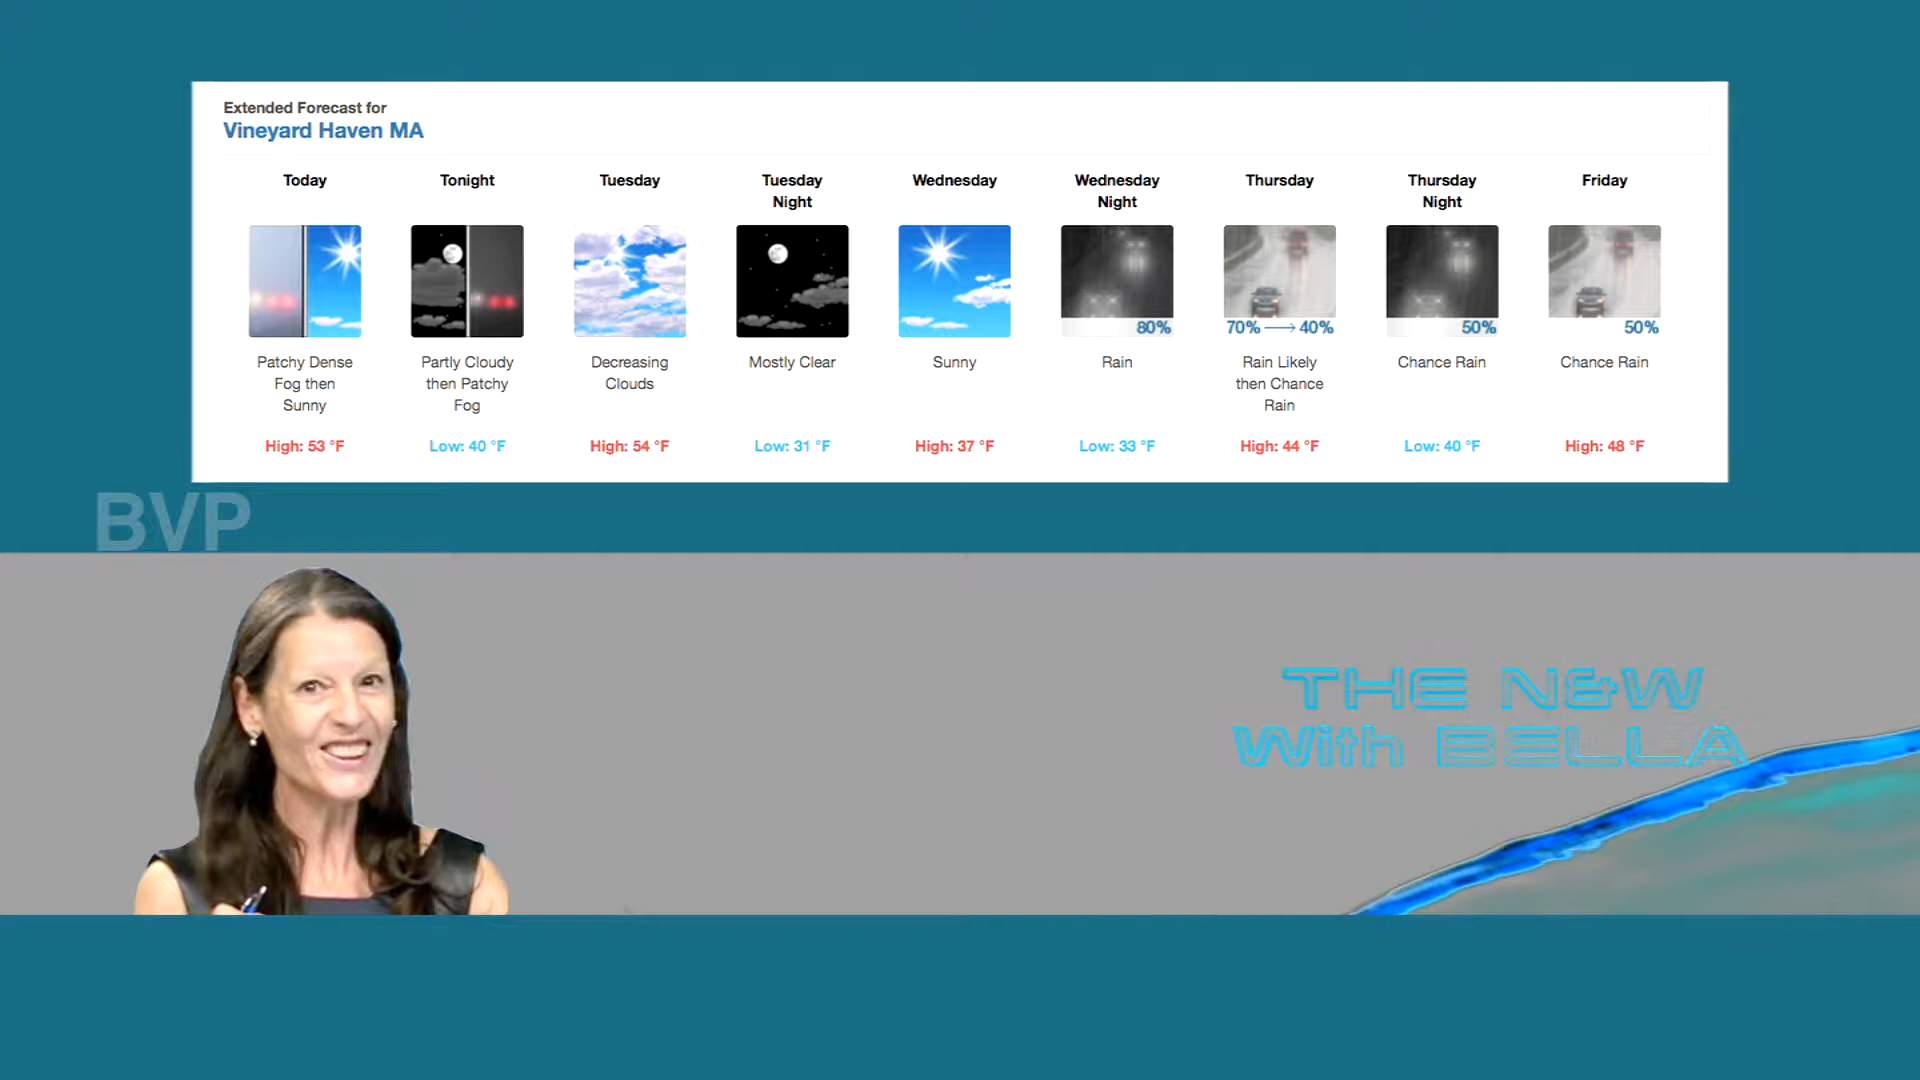 Extended Forecast for
Vineyard Haven MA
Today
Tonight
Tuesday
Tuesday
Night
Wednesday
Wednesday
Night
Thursday
Thursday
Night
Friday
80%
70% → 40%
50%
50%
Patchy Dense
Fog then
Sunny
Partly Cloudy
then Patchy
Fog
Decreasing
Clouds
Mostly Clear
Sunny
Rain
Rain Likely
then Chance
Rain
Chance Rain
Chance Rain
High: 53 °F
Low: 40 °F
High: 54 °F
Low: 31 °F
High: 37 °F
Low: 33 °F
High: 44 °F
Low: 40 °F
High: 48 °F
BVP
THE N&W
With BELLA